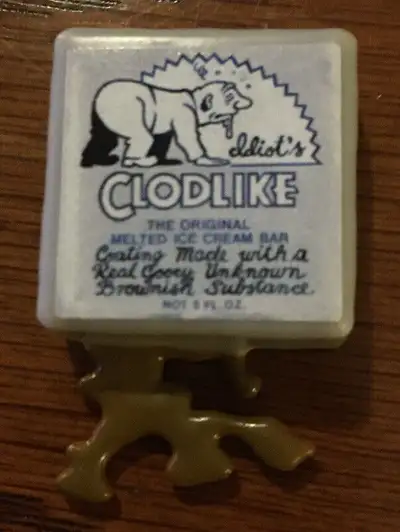 Idiot's
CLODLIKE
THE ORIGINAL
MELTED ICE CREAM BAR
Coating Made with a
Real Gooey Unknown
Brownish Substance
NOT 5 FL. OZ.